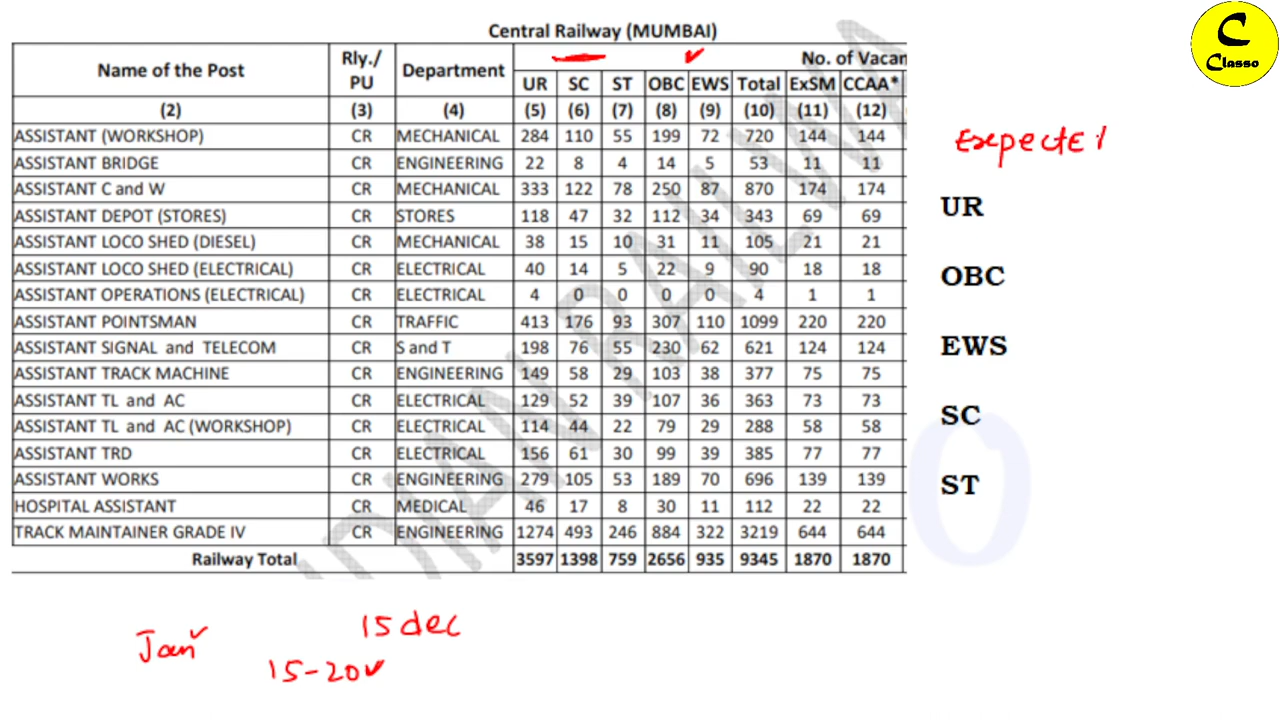 Central Railway (MUMBAI)
Name of the Post Rly./ PU Department No. of Vacan
UR SC ST OBC EWS Total ExSM CCAA*
(2) (3) (4) (5) (6) (7) (8) (9) (10) (11) (12)
ASSISTANT (WORKSHOP) CR MECHANICAL 284 110 55 199 72 720 144 144
ASSISTANT BRIDGE CR ENGINEERING 22 8 4 14 5 53 11 11
ASSISTANT C and W CR MECHANICAL 333 122 78 250 87 870 174 174
ASSISTANT DEPOT (STORES) CR STORES 118 47 32 112 34 343 69 69
ASSISTANT LOCO SHED (DIESEL) CR MECHANICAL 38 15 10 31 11 105 21 21
ASSISTANT LOCO SHED (ELECTRICAL) CR ELECTRICAL 40 14 5 22 9 90 18 18
ASSISTANT OPERATIONS (ELECTRICAL) CR ELECTRICAL 4 0 0 0 0 4 1 1
ASSISTANT POINTSMAN CR TRAFFIC 413 176 93 307 110 1099 220 220
ASSISTANT SIGNAL and TELECOM CR S and T 198 76 55 230 62 621 124 124
ASSISTANT TRACK MACHINE CR ENGINEERING 149 58 29 103 38 377 75 75
ASSISTANT TL and AC CR ELECTRICAL 129 52 39 107 36 363 73 73
ASSISTANT TL and AC (WORKSHOP) CR ELECTRICAL 114 44 22 79 29 288 58 58
ASSISTANT TRD CR ELECTRICAL 156 61 30 99 39 385 77 77
ASSISTANT WORKS CR ENGINEERING 279 105 53 189 70 696 139 139
HOSPITAL ASSISTANT CR MEDICAL 46 17 8 30 11 112 22 22
TRACK MAINTAINER GRADE IV CR ENGINEERING 1274 493 246 884 322 3219 644 644
Railway Total 3597 1398 759 2656 935 9345 1870 1870
INDIAN RAILWA
C
Classo
UR
OBC
EWS
SC
ST
15 dec
Jan
15-20